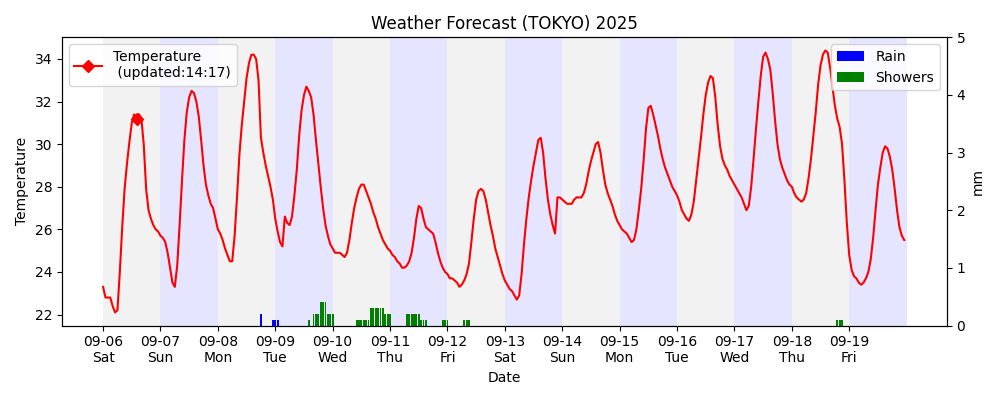 Weather Forecast (TOKYO) 2025
Temperature
(updated:14:17)
Rain
Showers
34
32
30
28
26
24
22
Temperature
5
4
3
2
1
0
mm
09-06 09-07 09-08 09-09 09-10 09-11 09-12 09-13 09-14 09-15 09-16 09-17 09-18 09-19
Sat Sun Mon Tue Wed Thu Fri Sat Sun Mon Tue Wed Thu Fri
Date